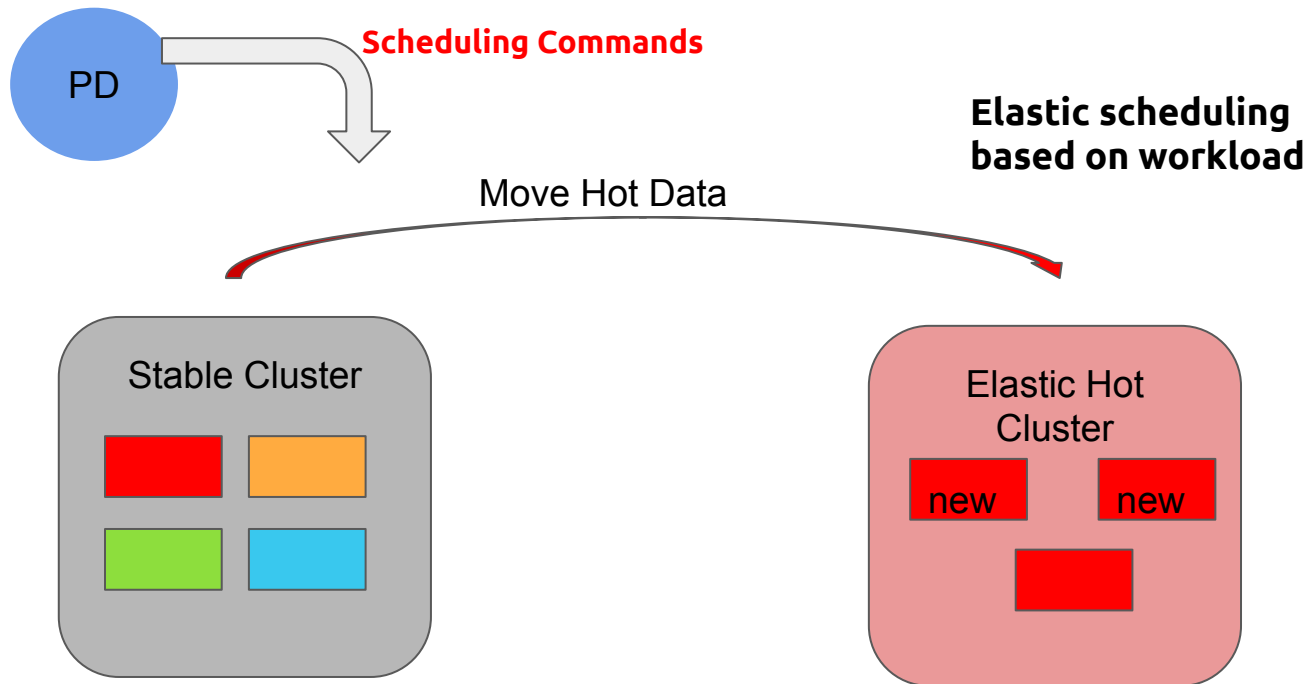 PD
Scheduling Commands
Elastic scheduling
based on workload
Move Hot Data
Stable Cluster
Elastic Hot
Cluster
new
new